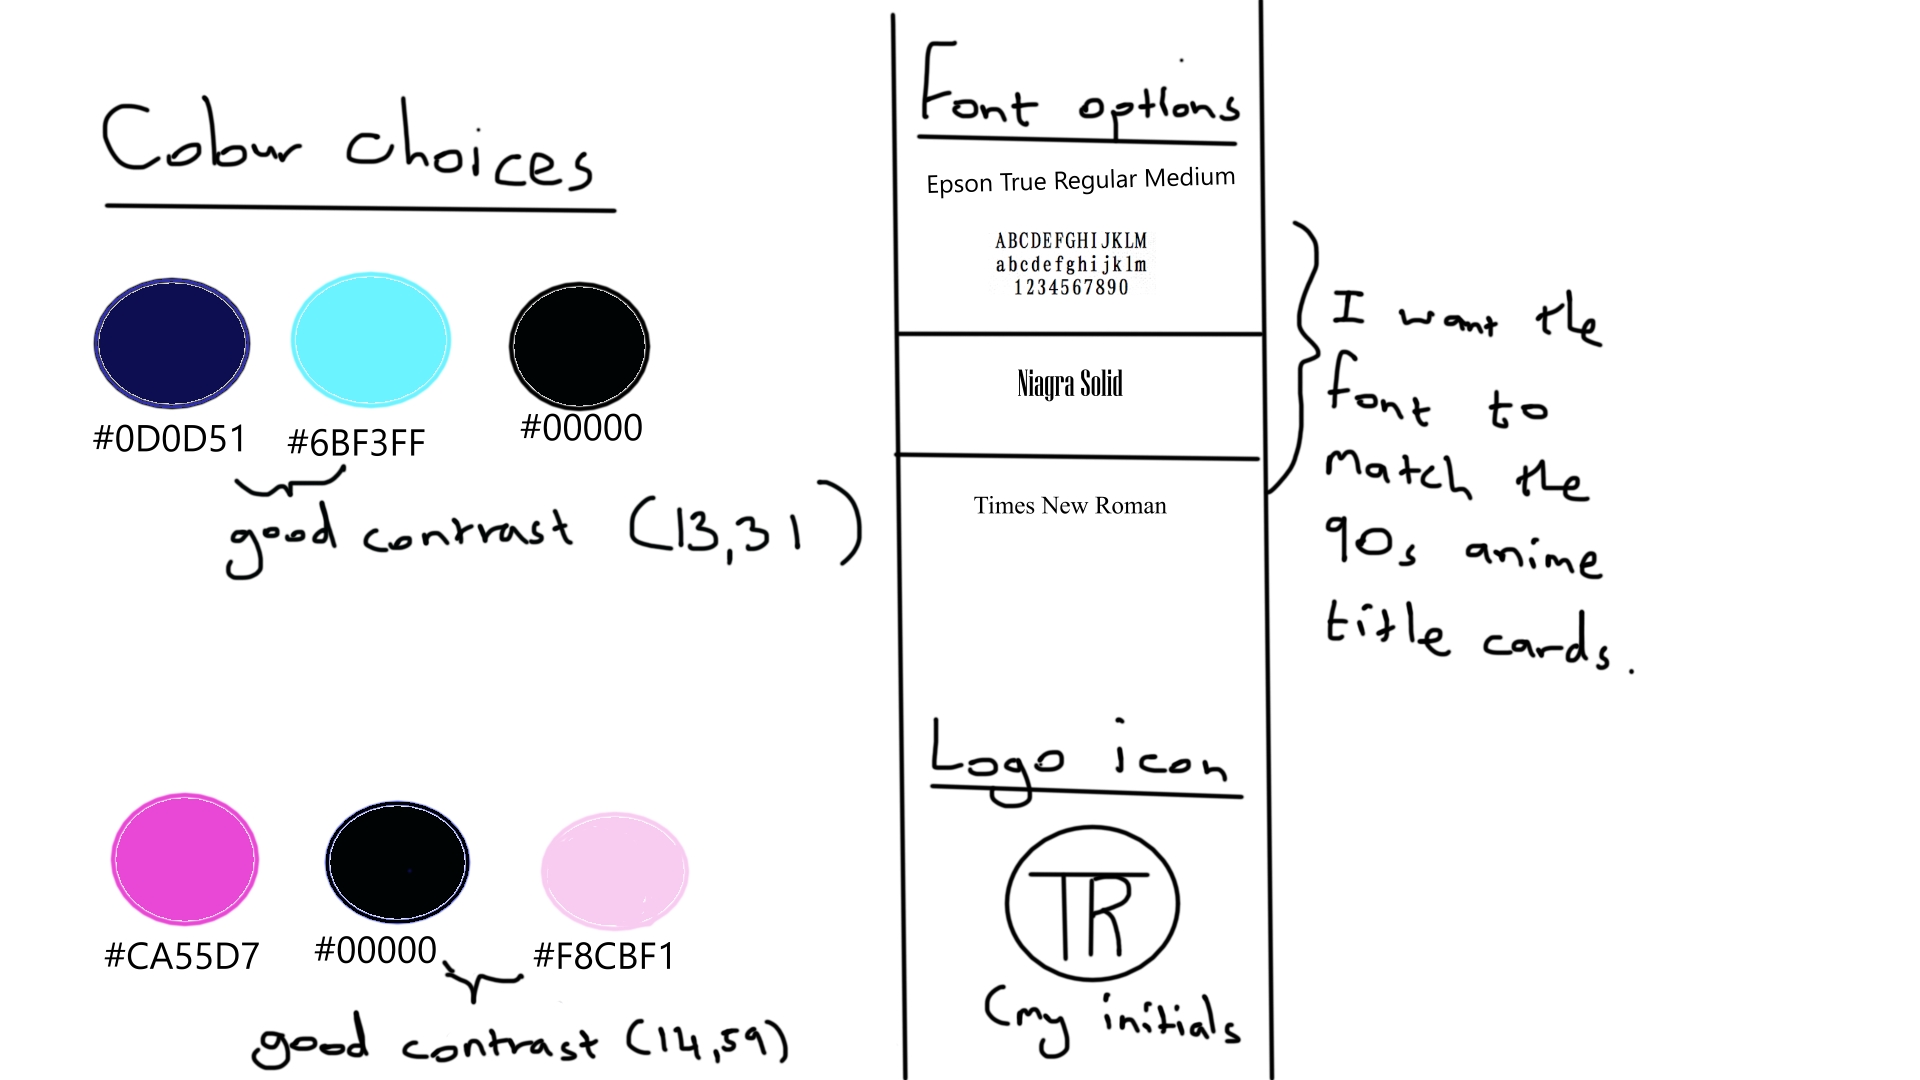 Colour choices
#0D0D51 #6BF3FF #00000
good contrast (13,31)
#CA55D7 #00000 #F8CBF1
good contrast (14,59)
Font options
Epson True Regular Medium
ABCDEFGHIJKLM
abcdefghijklm
1234567890
Niagra Solid
Times New Roman
I want the
font to
match the
90s anime
title cards.
Logo icon
TR
(my initials